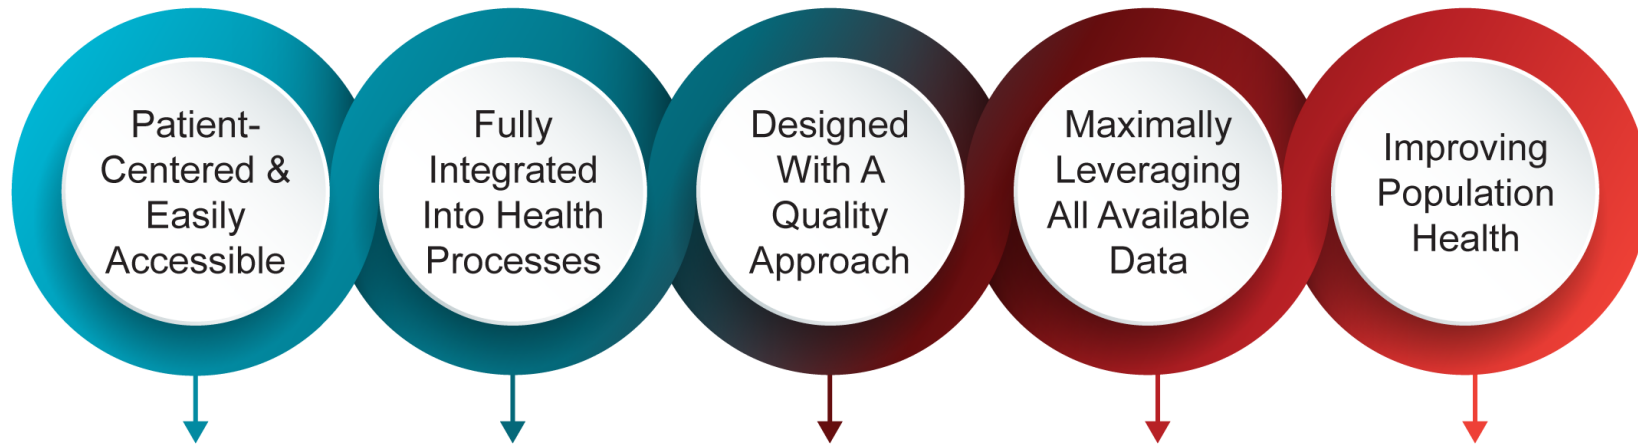 Patient-
Centered &
Easily
Accessible
Fully
Integrated
Into Health
Processes
Designed
With A
Quality
Approach
Maximally
Leveraging
All Available
Data
Improving
Population
Health